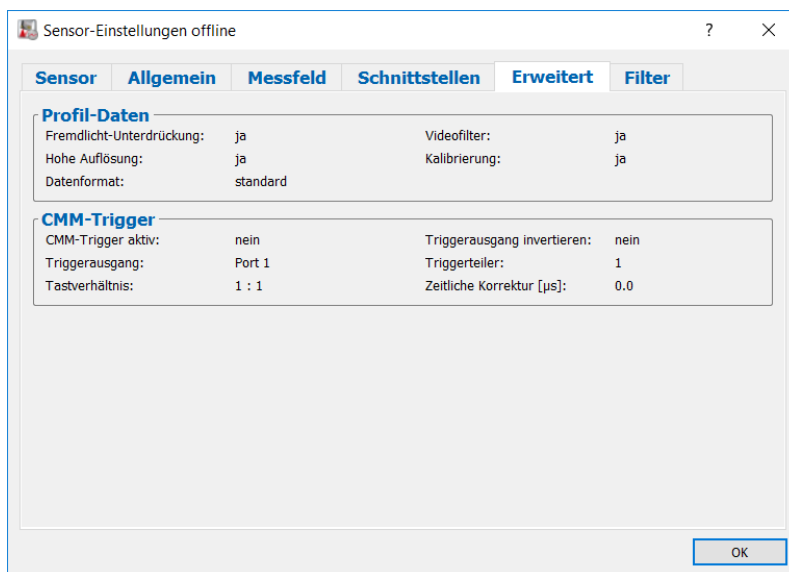 Sensor-Einstellungen offline ?
Sensor Allgemein Messfeld Schnittstellen Erweitert Filter
Profil-Daten
Fremdlicht-Unterdrückung: ja Videofilter: ja
Hohe Auflösung: ja Kalibrierung: ja
Datenformat: standard
CMM-Trigger
CMM-Trigger aktiv: nein Triggerausgang invertieren: nein
Triggerausgang: Port 1 Triggerteiler: 1
Tastverhältnis: 1 : 1 Zeitliche Korrektur [µs]: 0.0
OK